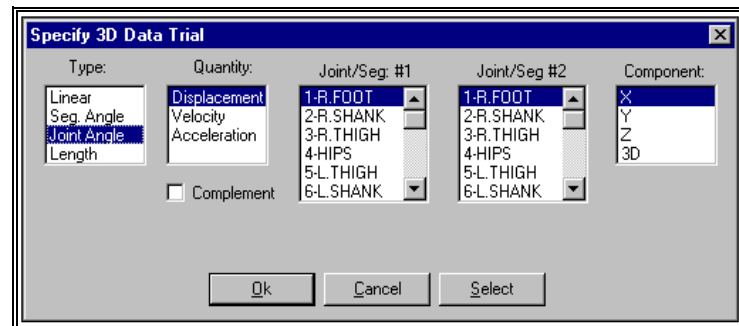 Specify 3D Data Trial
Type:
Linear
Seg. Angle
Joint Angle
Length
Quantity:
Displacement
Velocity
Acceleration
Complement
Joint/Seg: #1
1-R.FOOT
2-R.SHANK
3-R.THIGH
4-HIPS
5-L.THIGH
6-L.SHANK
Joint/Seg #2
1-R.FOOT
2-R.SHANK
3-R.THIGH
4-HIPS
5-L.THIGH
6-L.SHANK
Component:
X
Y
Z
3D
Ok
Cancel
Select